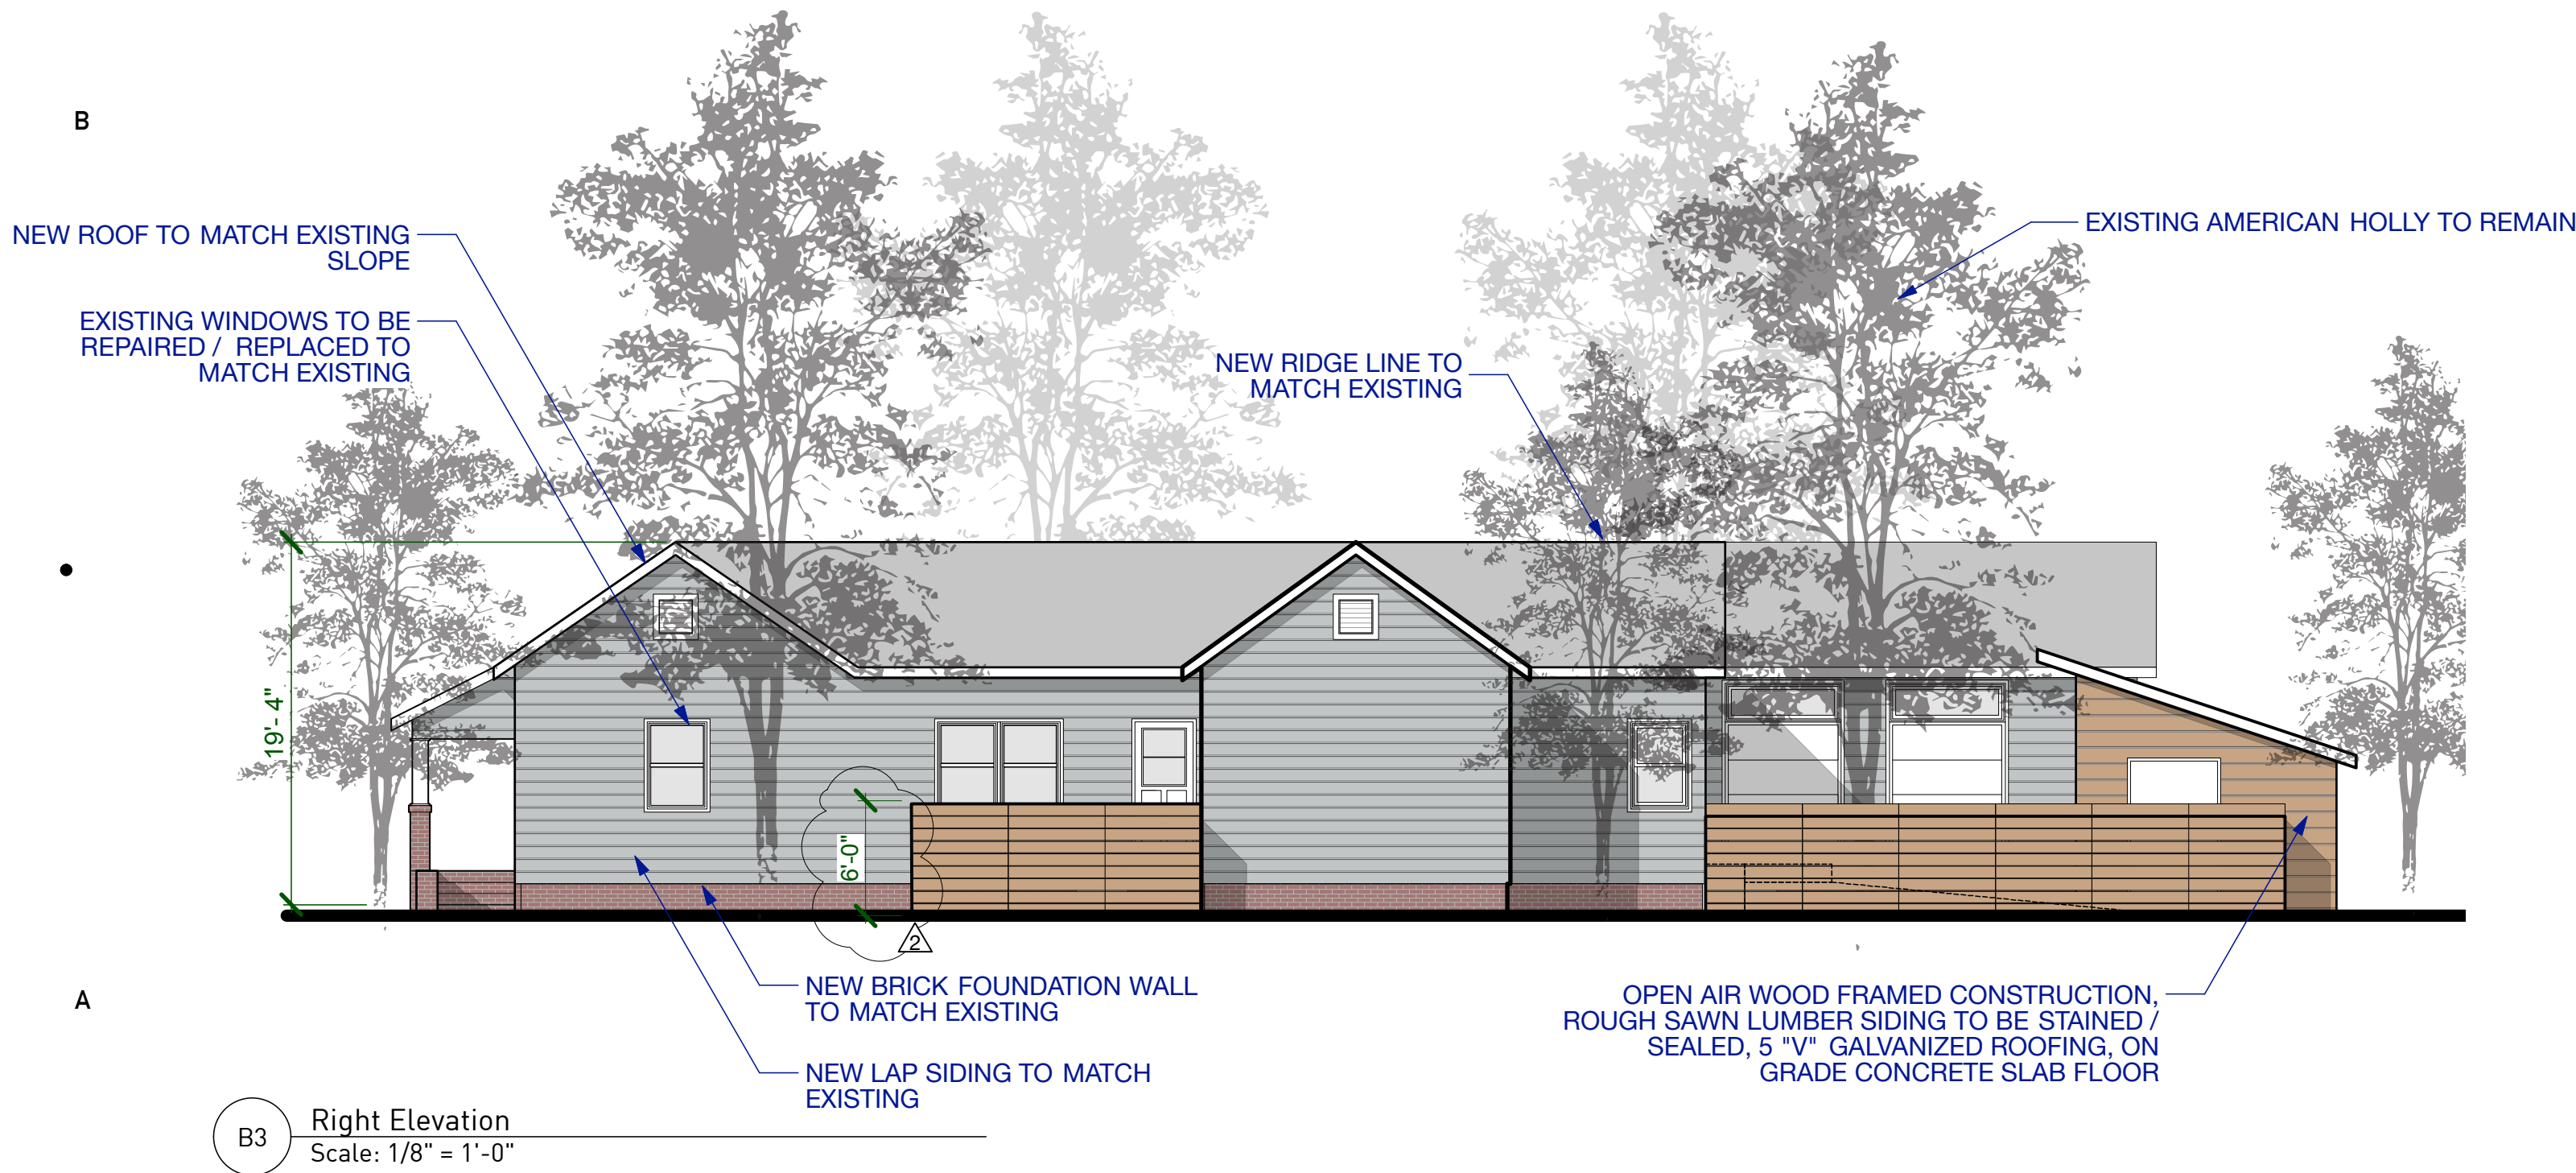 B
NEW ROOF TO MATCH EXISTING
SLOPE
EXISTING AMERICAN HOLLY TO REMAIN
EXISTING WINDOWS TO BE
REPAIRED / REPLACED TO
MATCH EXISTING
NEW RIDGE LINE TO
MATCH EXISTING
19'- 4"
6'-0"
2
A
NEW BRICK FOUNDATION WALL
TO MATCH EXISTING
NEW LAP SIDING TO MATCH
EXISTING
OPEN AIR WOOD FRAMED CONSTRUCTION,
ROUGH SAWN LUMBER SIDING TO BE STAINED /
SEALED, 5 "V" GALVANIZED ROOFING, ON
GRADE CONCRETE SLAB FLOOR
B3
Right Elevation
Scale: 1/8" = 1'-0"